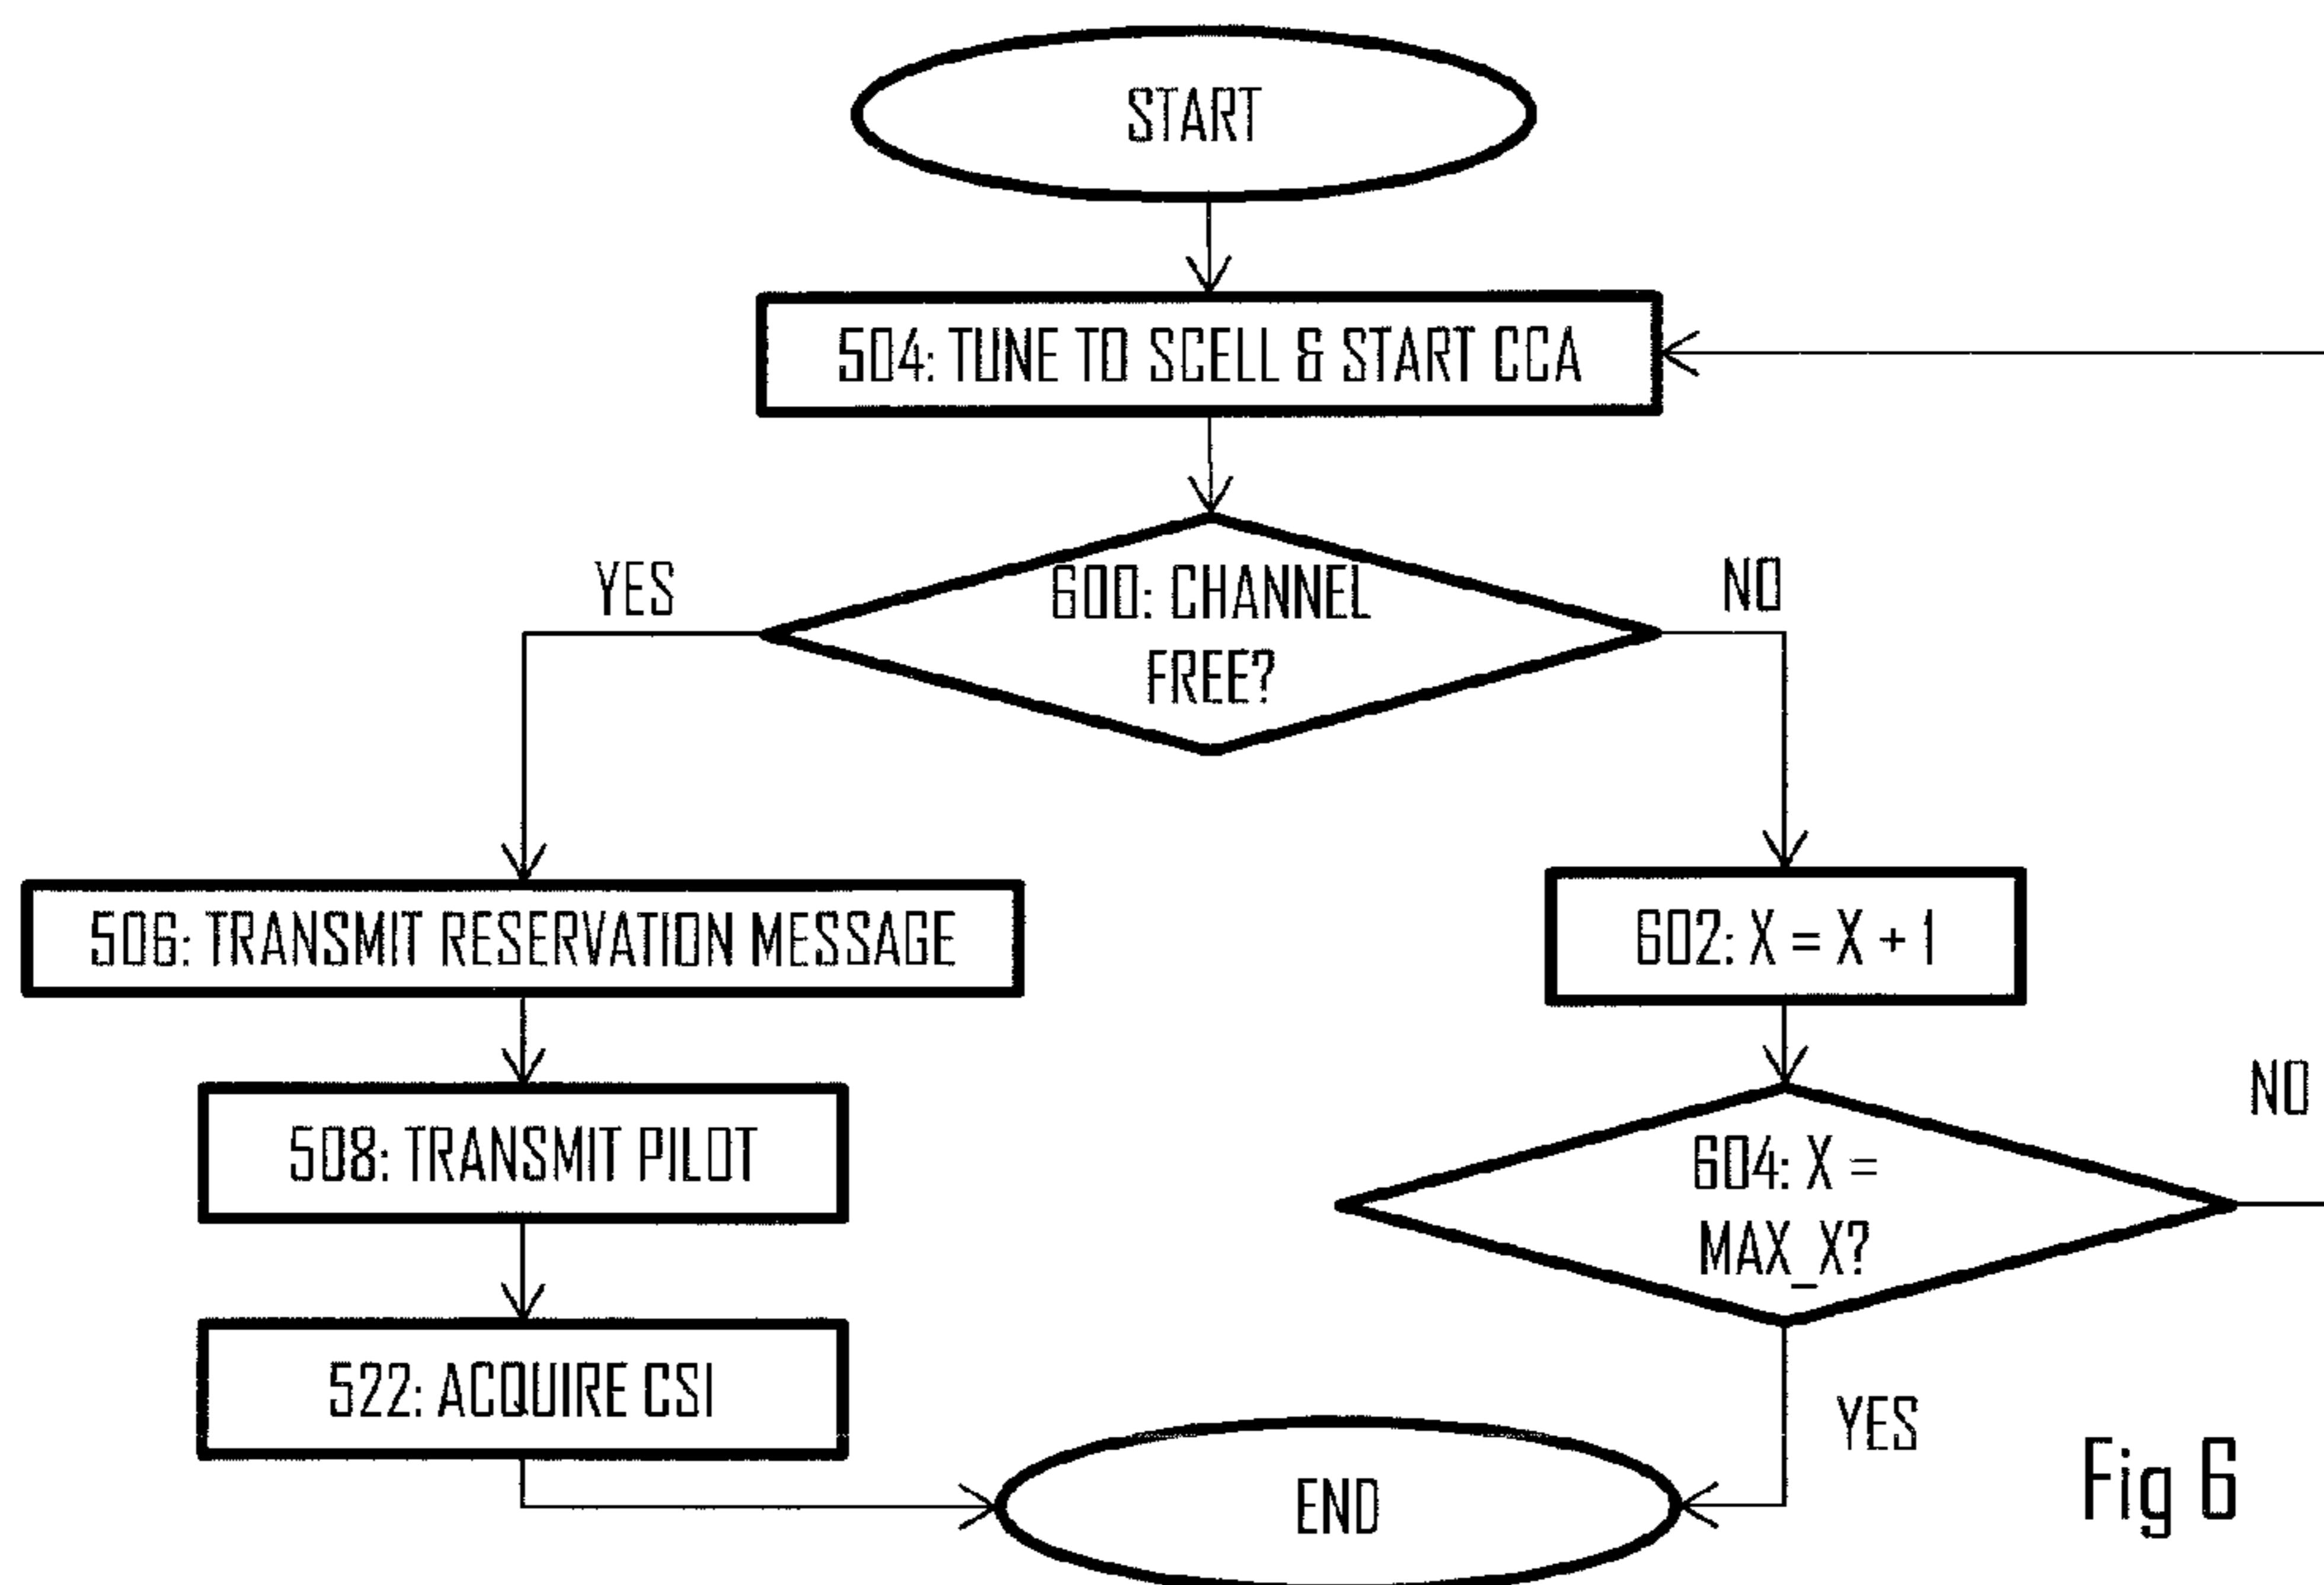 START
504: TUNE TO SCELL & START CCA
YES
600: CHANNEL
FREE?
NO
506: TRANSMIT RESERVATION MESSAGE
602: X = X + 1
508: TRANSMIT PILOT
604: X =
MAX_X?
NO
522: ACQUIRE CSI
YES
END
Fig 6